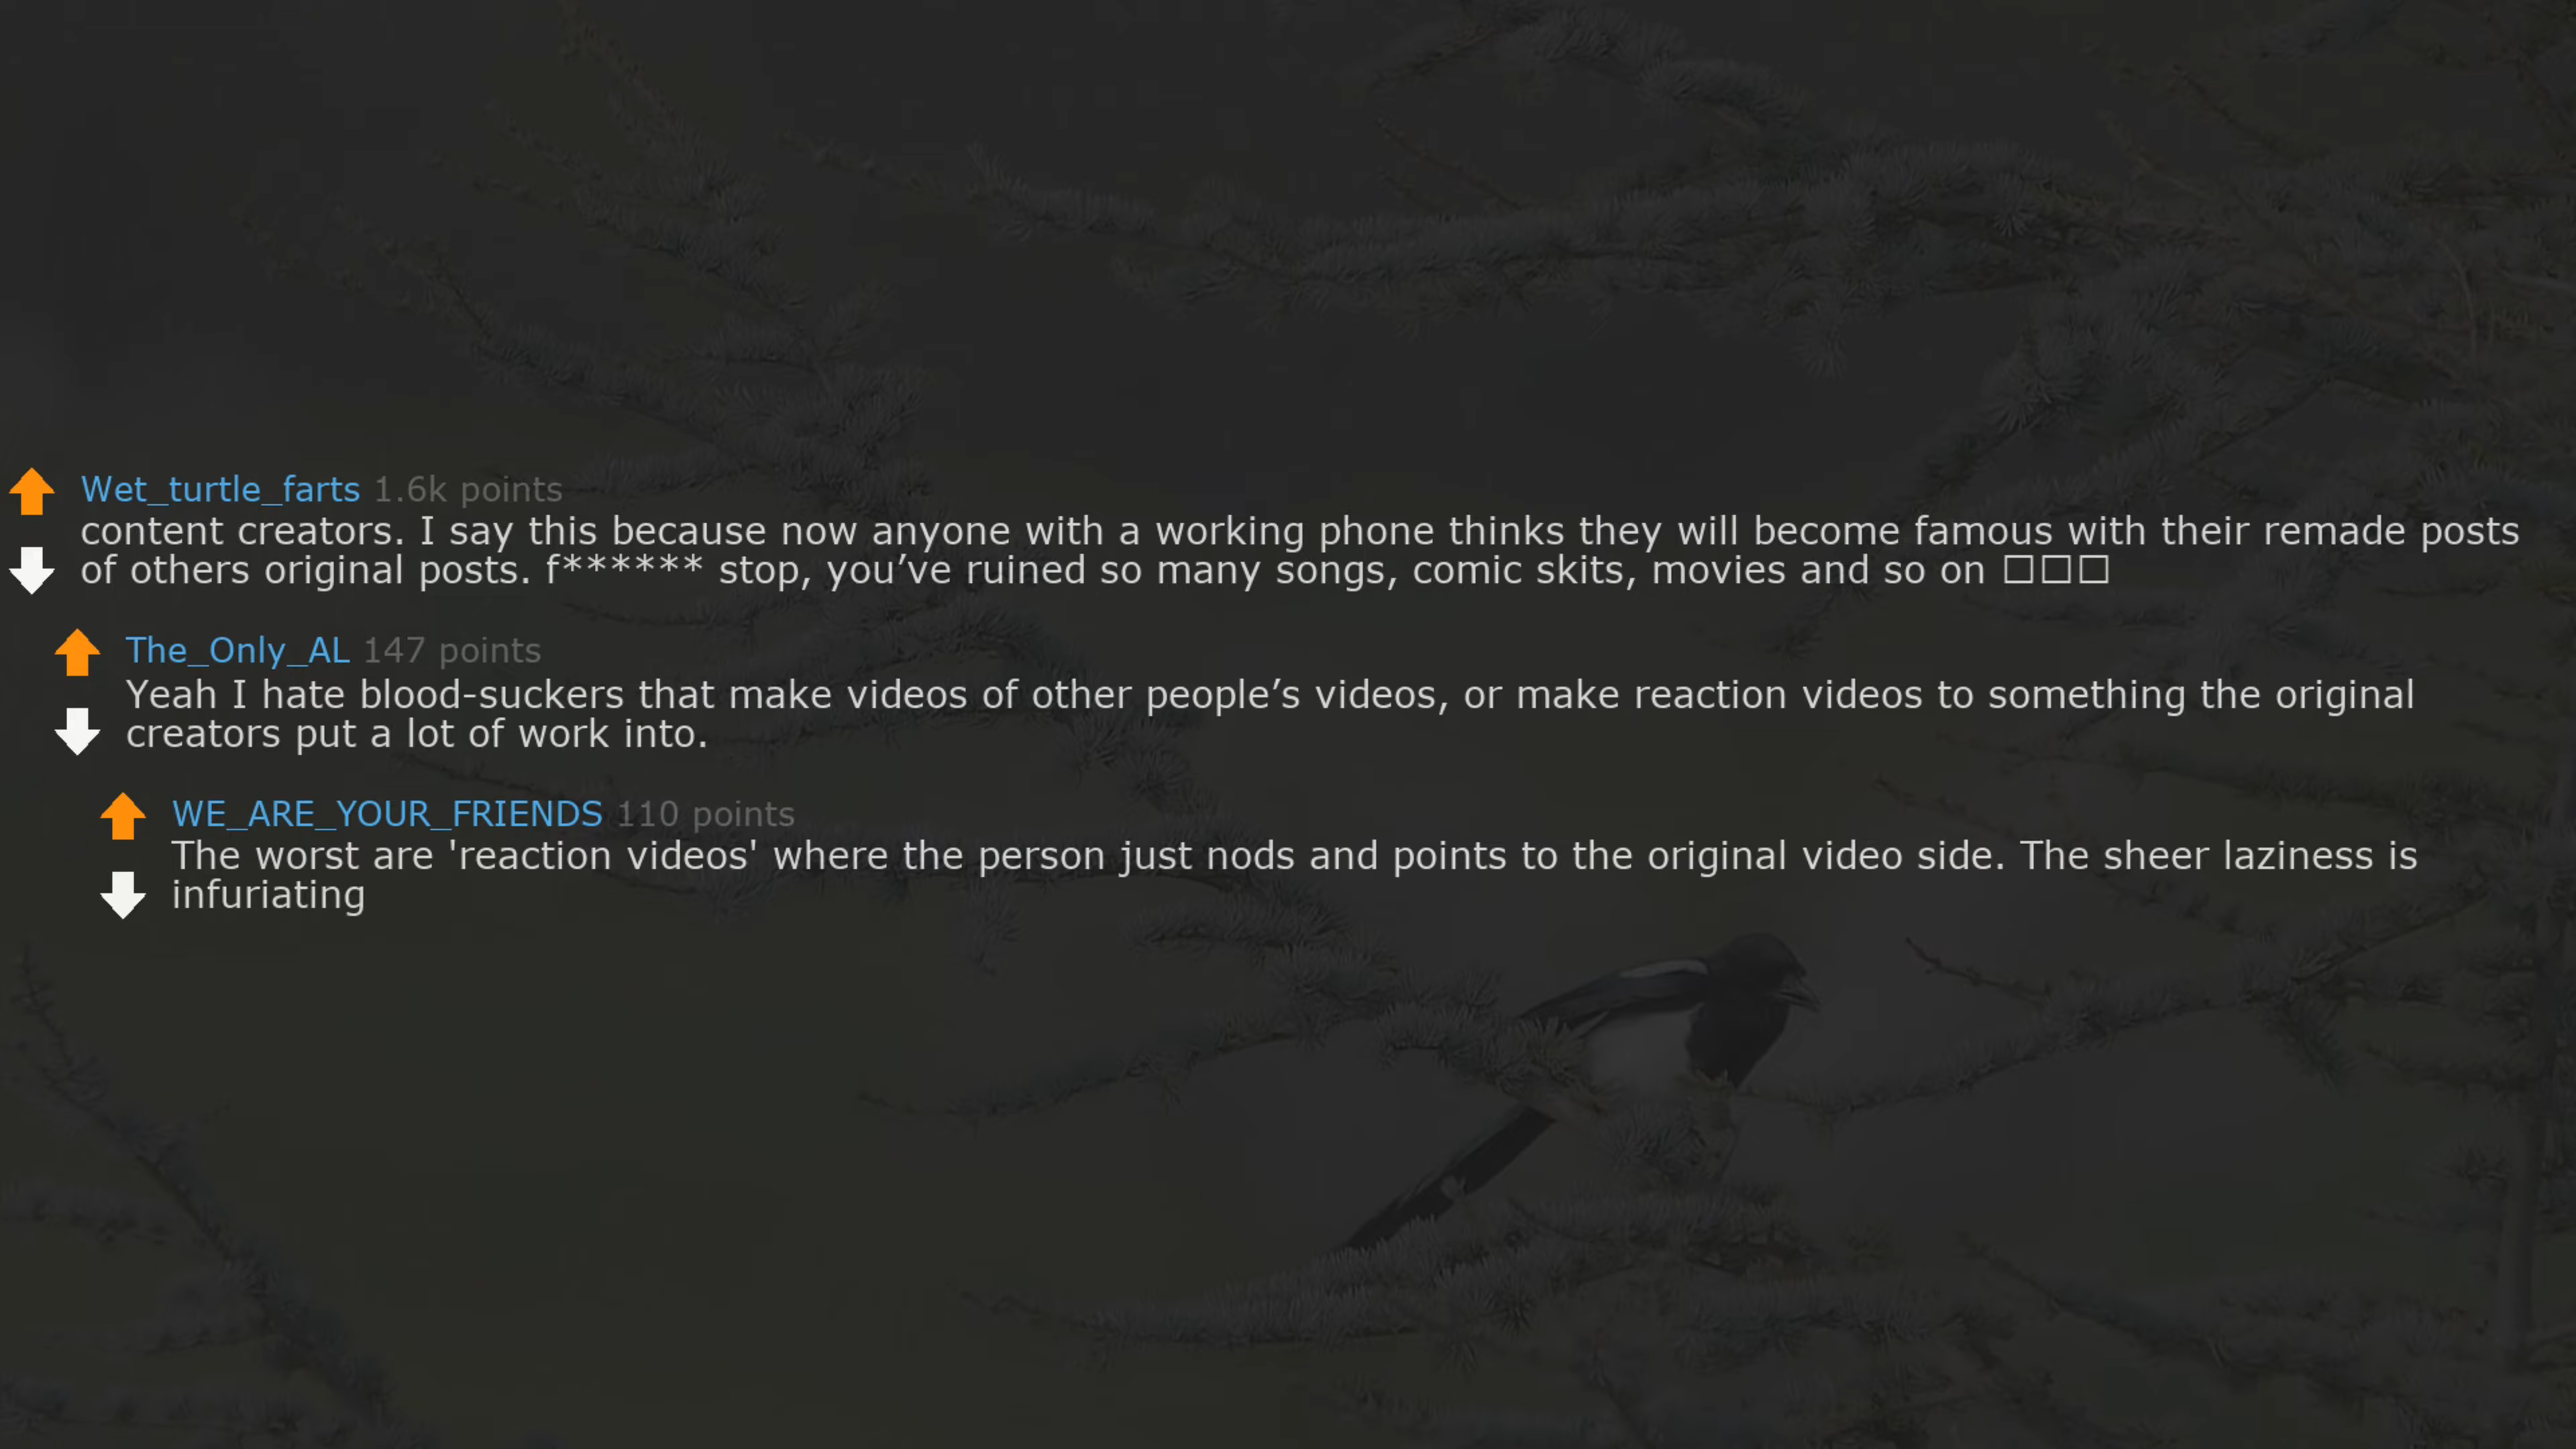 Wet_turtle_farts 1.6k points
content creators. I say this because now anyone with a working phone thinks they will become famous with their remade posts
of others original posts. f****** stop, you’ve ruined so many songs, comic skits, movies and so on □□□
The_Only_AL 147 points
Yeah I hate blood-suckers that make videos of other people’s videos, or make reaction videos to something the original
creators put a lot of work into.
WE_ARE_YOUR_FRIENDS 110 points
The worst are 'reaction videos' where the person just nods and points to the original video side. The sheer laziness is
infuriating